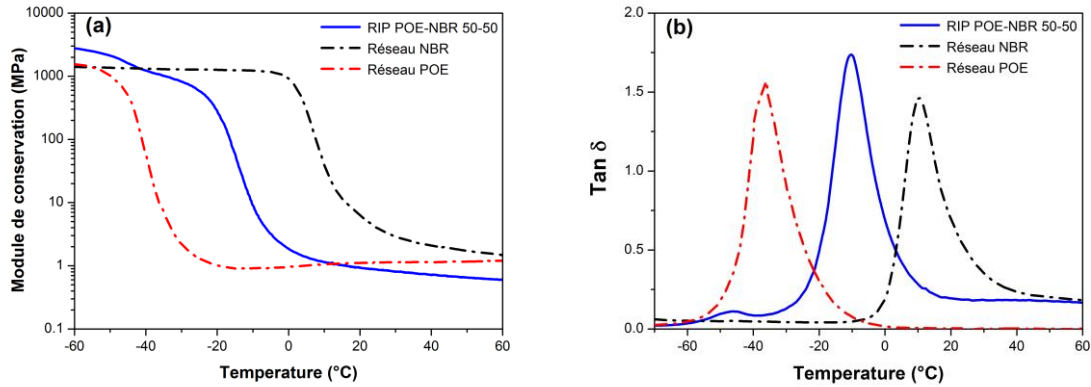 (a)
RIP POE-NBR 50-50
Réseau NBR
Réseau POE
Module de conservation (MPa)
10000
1000
100
10
1
0.1
-60 -40 -20 0 20 40 60
Temperature (°C)
(b)
RIP POE-NBR 50-50
Réseau NBR
Réseau POE
Tan δ
2.0
1.5
1.0
0.5
0.0
-60 -40 -20 0 20 40 60
Temperature (°C)